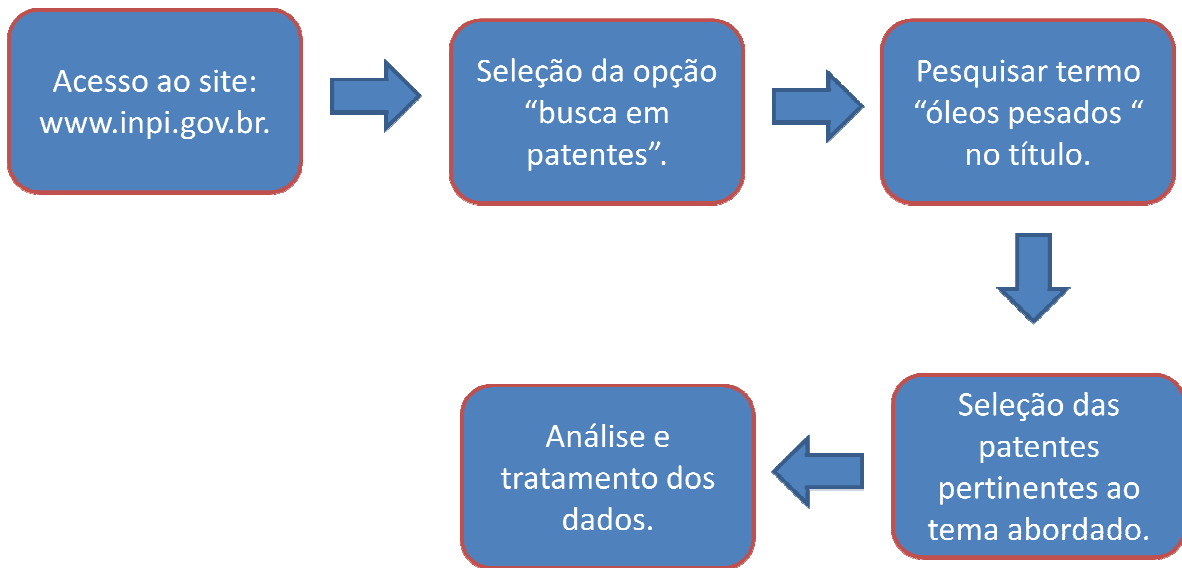 Acesso ao site:
www.inpi.gov.br.
Seleção da opção
“busca em
patentes”.
Pesquisar termo
“óleos pesados “
no título.
Seleção das
patentes
pertinentes ao
tema abordado.
Análise e
tratamento dos
dados.